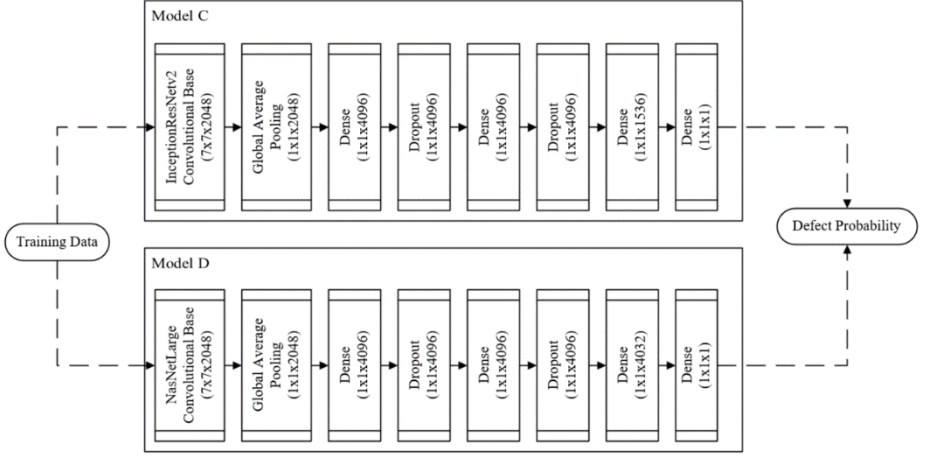 Model C
InceptionResNetv2
Convolutional Base
(7x7x2048)
Global Average
Pooling
(1x1x2048)
Dense
(1x1x4096)
Dropout
(1x1x4096)
Dense
(1x1x4096)
Dropout
(1x1x4096)
Dense
(1x1x1536)
Dense
(1x1x1)
Training Data
Defect Probability
Model D
NasNetLarge
Convolutional Base
(7x7x2048)
Global Average
Pooling
(1x1x2048)
Dense
(1x1x4096)
Dropout
(1x1x4096)
Dense
(1x1x4096)
Dropout
(1x1x4096)
Dense
(1x1x4032)
Dense
(1x1x1)